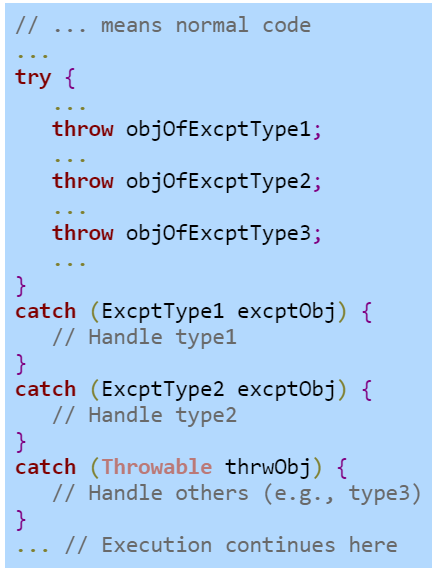 // ... means normal code
...
try {
...
throw objOfExcptType1;
...
throw objOfExcptType2;
...
throw objOfExcptType3;
...
}
catch (ExcptType1 excptObj) {
// Handle type1
}
catch (ExcptType2 excptObj) {
// Handle type2
}
catch (Throwable thrwObj) {
// Handle others (e.g., type3)
}
... // Execution continues here